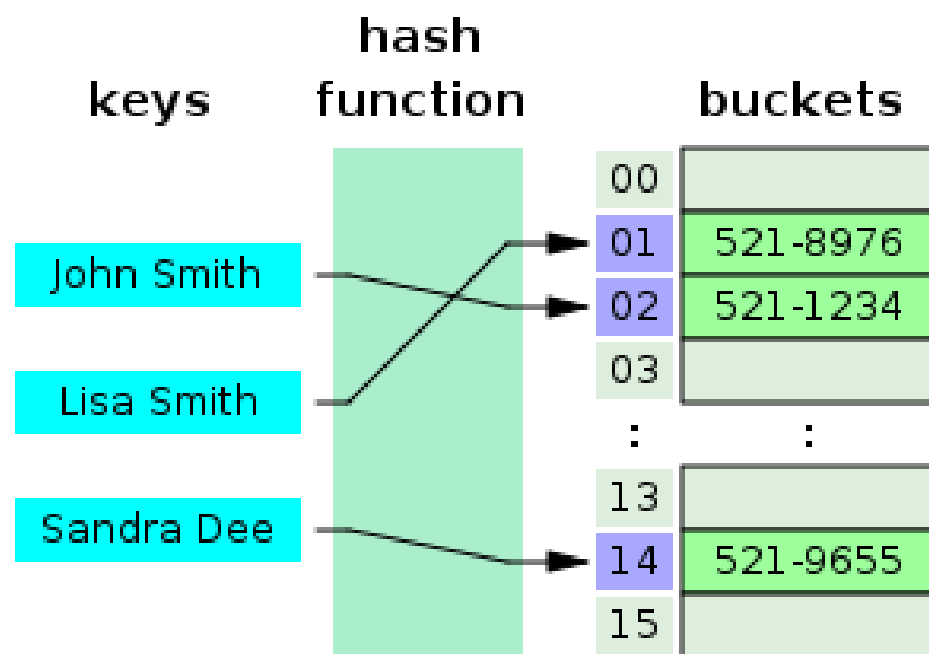 hash
keys function buckets
00
01 521-8976
John Smith
02 521-1234
03
Lisa Smith
: :
13
Sandra Dee
14 521-9655
15